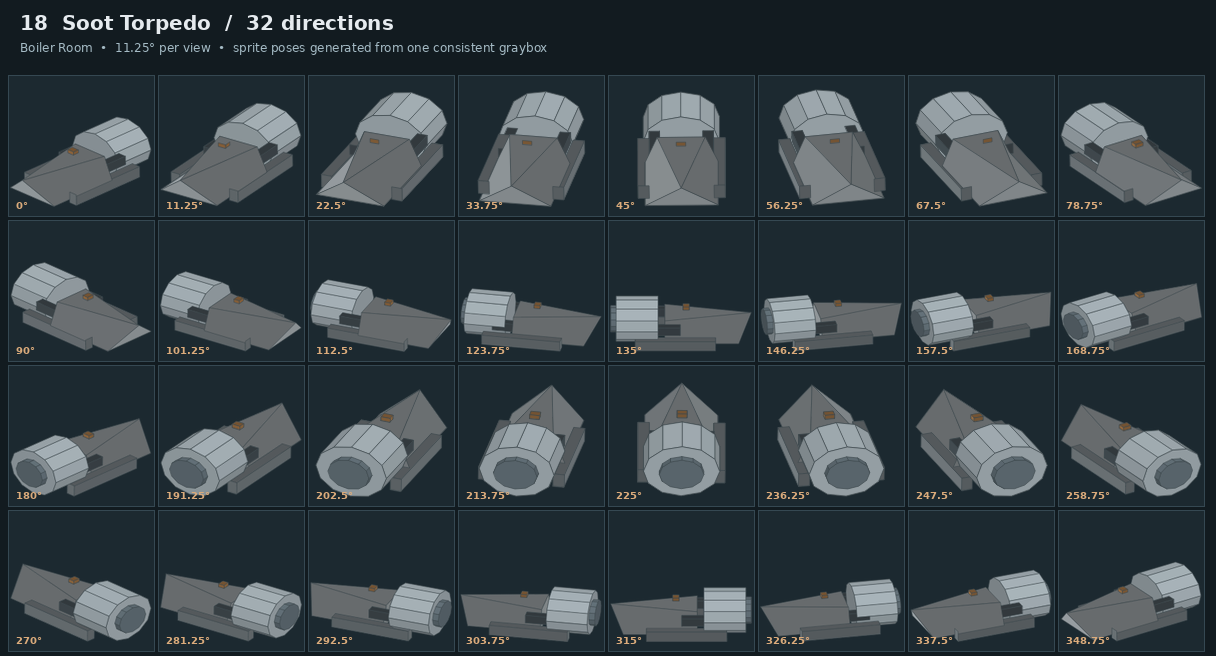 18 Soot Torpedo / 32 directions
Boiler Room • 11.25° per view • sprite poses generated from one consistent graybox
0° 11.25° 22.5° 33.75° 45° 56.25° 67.5° 78.75°
90° 101.25° 112.5° 123.75° 135° 146.25° 157.5° 168.75°
180° 191.25° 202.5° 213.75° 225° 236.25° 247.5° 258.75°
270° 281.25° 292.5° 303.75° 315° 326.25° 337.5° 348.75°